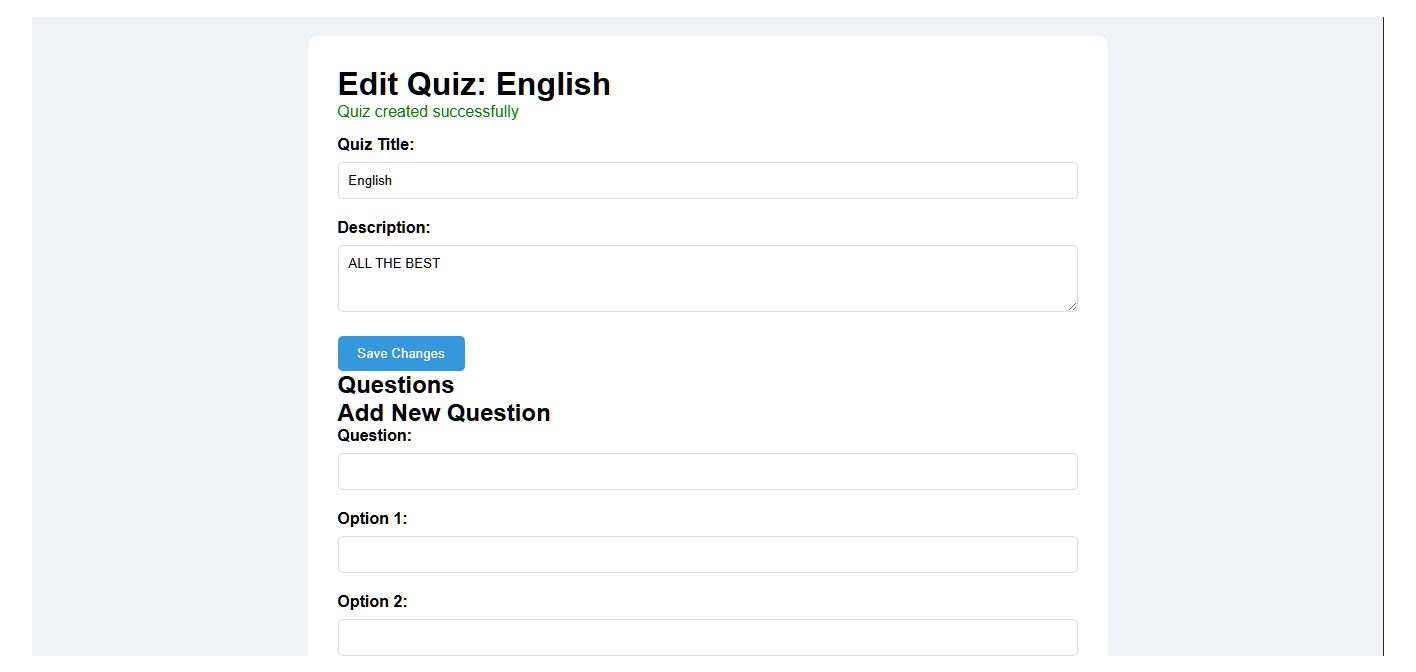 Edit Quiz: English
Quiz created successfully
Quiz Title:
English
Description:
ALL THE BEST
Save Changes
Questions
Add New Question
Question:
Option 1:
Option 2: